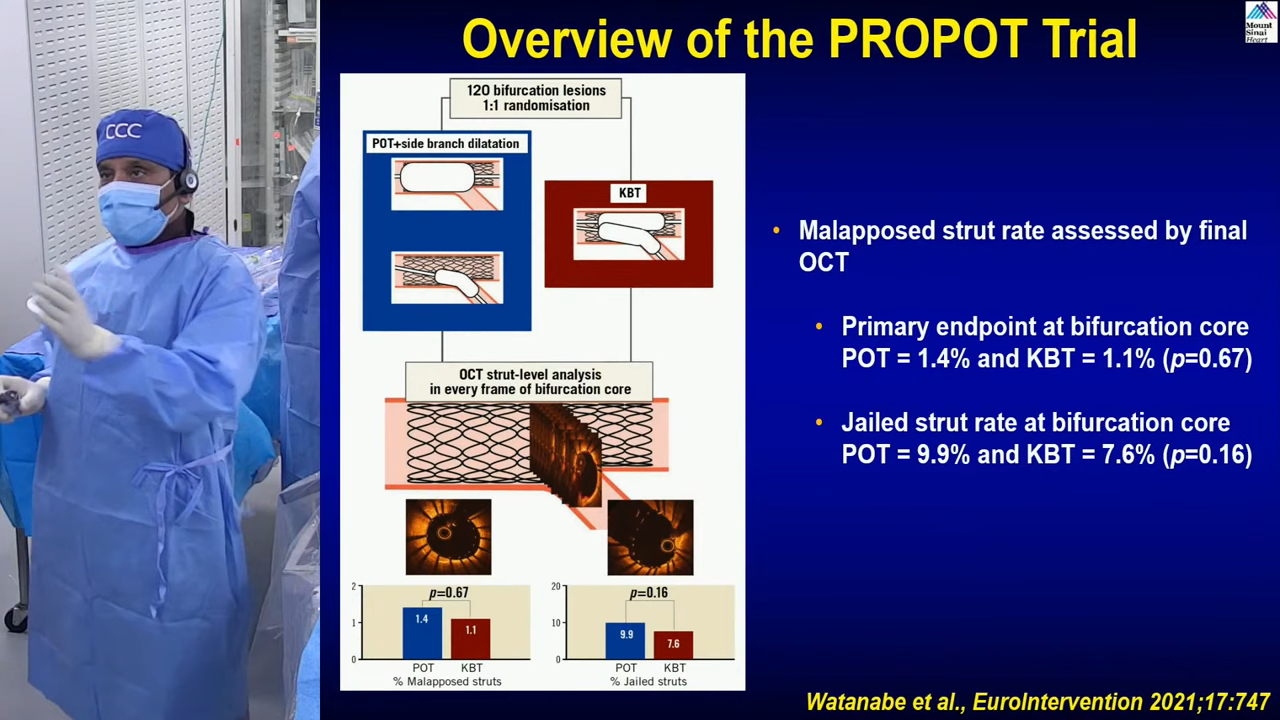 Overview of the PROPOT Trial
Mount
Sinai
Heart
CCC
120 bifurcation lesions
1:1 randomisation
POT+side branch dilatation
KBT
OCT strut-level analysis
in every frame of bifurcation core
2
1
0
p=0.67
1.4
1.1
POT KBT
% Malapposed struts
20
10
0
p=0.16
9.9
7.6
POT KBT
% Jailed struts
• Malapposed strut rate assessed by final
OCT
• Primary endpoint at bifurcation core
POT = 1.4% and KBT = 1.1% (p=0.67)
• Jailed strut rate at bifurcation core
POT = 9.9% and KBT = 7.6% (p=0.16)
Watanabe et al., EuroIntervention 2021;17:747